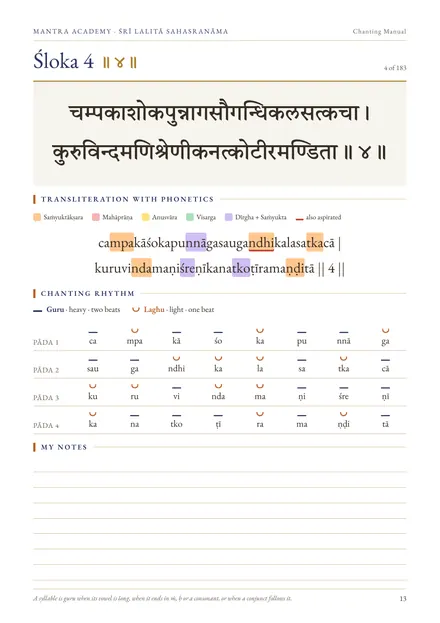 MANTRA ACADEMY · ŚRĪ LALITĀ SAHASRANĀMA
Chanting Manual
Śloka 4 ॥ ४ ॥
4 of 183
चम्पकाशोकपुन्नागसौगन्धिकलसत्कचा ।
कुरुविन्दमणिश्रेणीकनत्कोटीरमण्डिता ॥ ४ ॥
TRANSLITERATION WITH PHONETICS
Saṁyuktākṣara Mahāprāṇa Anusvāra Visarga Dīrgha + Saṁyukta also aspirated
campakāśokapunnāgasaugandhikalasatkacā |
kuruvindamaṇiśreṇīkanatkoṭīramaṇḍitā || 4 ||
CHANTING RHYTHM
Guru · heavy · two beats Laghu · light · one beat
PĀDA 1 ca mpa kā śo ka pu nnā ga
PĀDA 2 sau ga ndhi ka la sa tka cā
PĀDA 3 ku ru vi nda ma ṇi śre ṇī
PĀDA 4 ka na tko ṭī ra ma ṇḍi tā
MY NOTES
A syllable is guru when its vowel is long, when it ends in ṁ, ḥ or a consonant, or when a conjunct follows it.
13